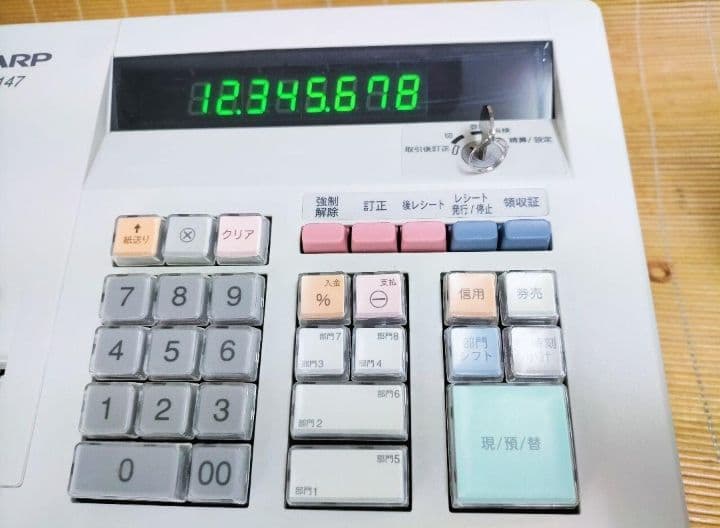 ARP
147
12.345.678
切
取引後訂正
精算/設定
強制
解除
訂正
後レシート
レシート
発行/停止
領収証
↑
紙送り
⊗
クリア
7
8
9
4
5
6
1
2
3
0
00
入金
%
支払
⊖
部門7
部門3
部門8
部門4
部門6
部門2
部門5
部門1
信用
券売
部門
シフト
現/預/替